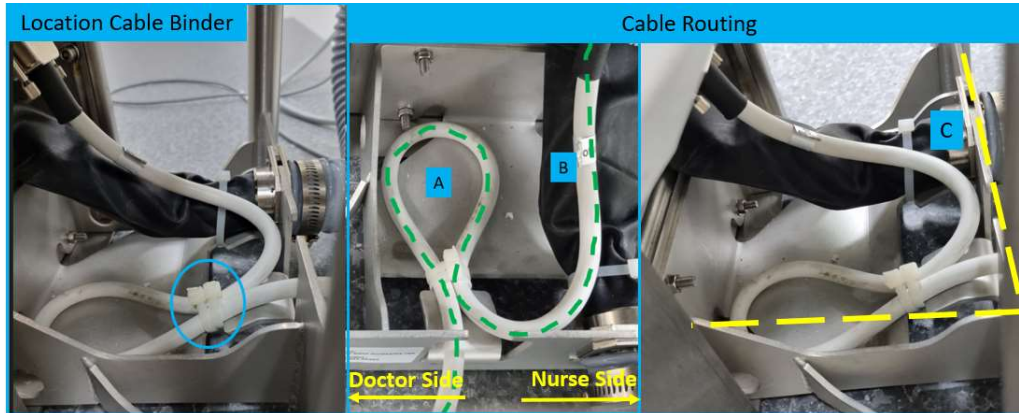 Location Cable Binder
Cable Routing
A
B
C
Doctor Side
Nurse Side